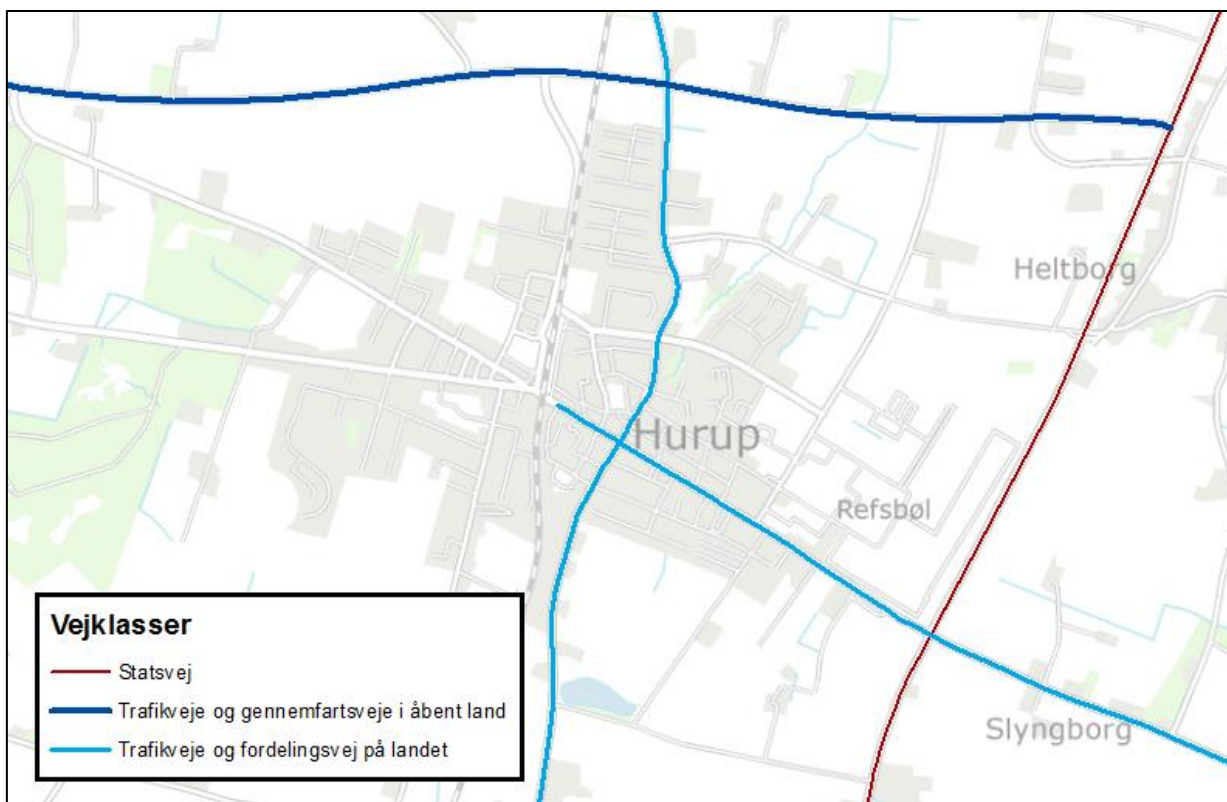 Heltborg
Hurup
Refsbøl
Slyngborg
Vejklasser
Statsvej
Trafikveje og gennemfartsveje i åbent land
Trafikveje og fordelingsvej på landet